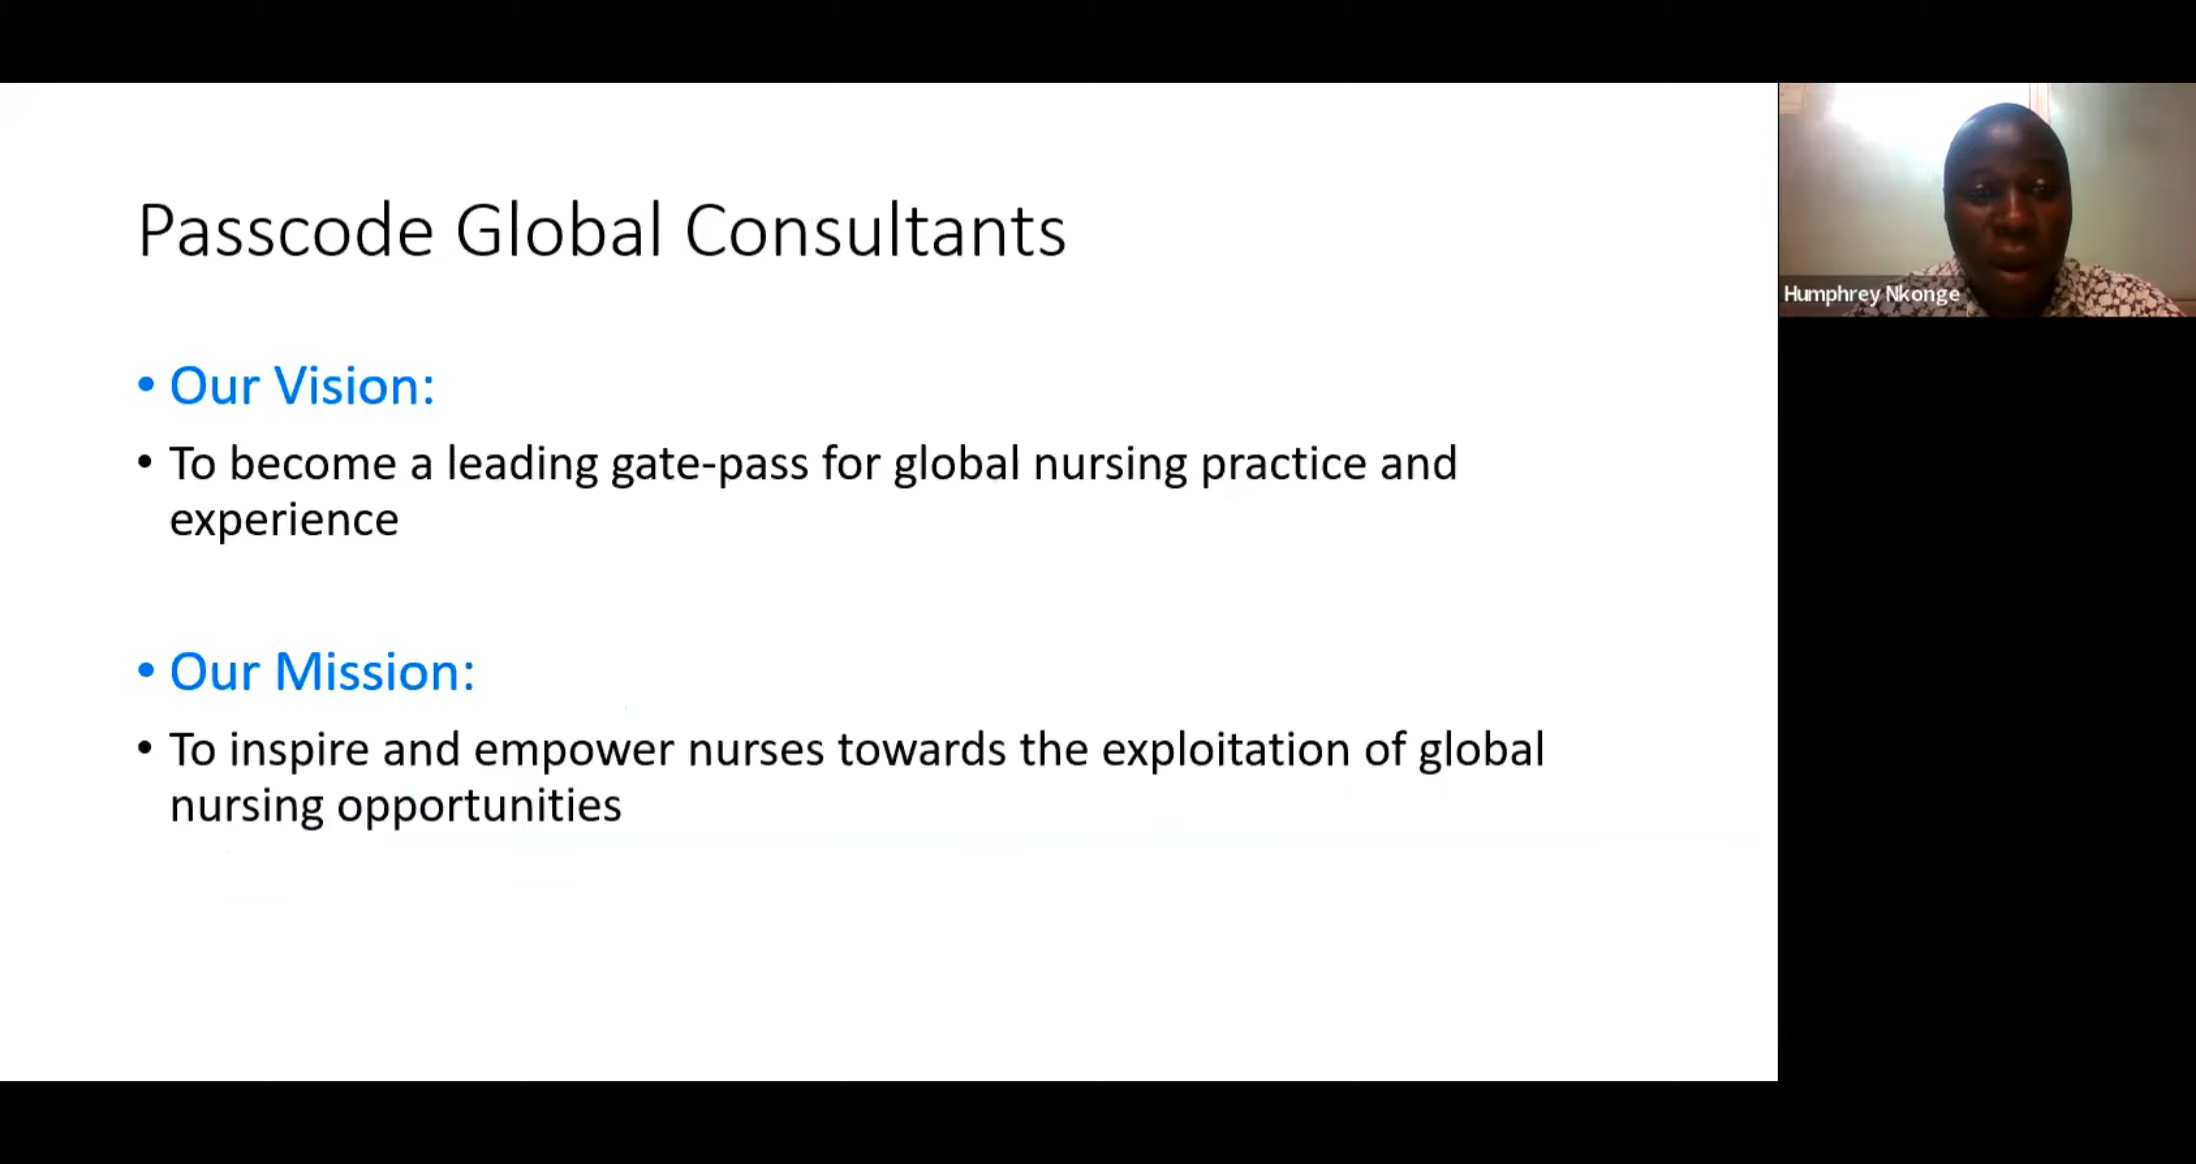 Passcode Global Consultants
• Our Vision:
• To become a leading gate-pass for global nursing practice and
experience
• Our Mission:
• To inspire and empower nurses towards the exploitation of global
nursing opportunities
Humphrey Nkonge